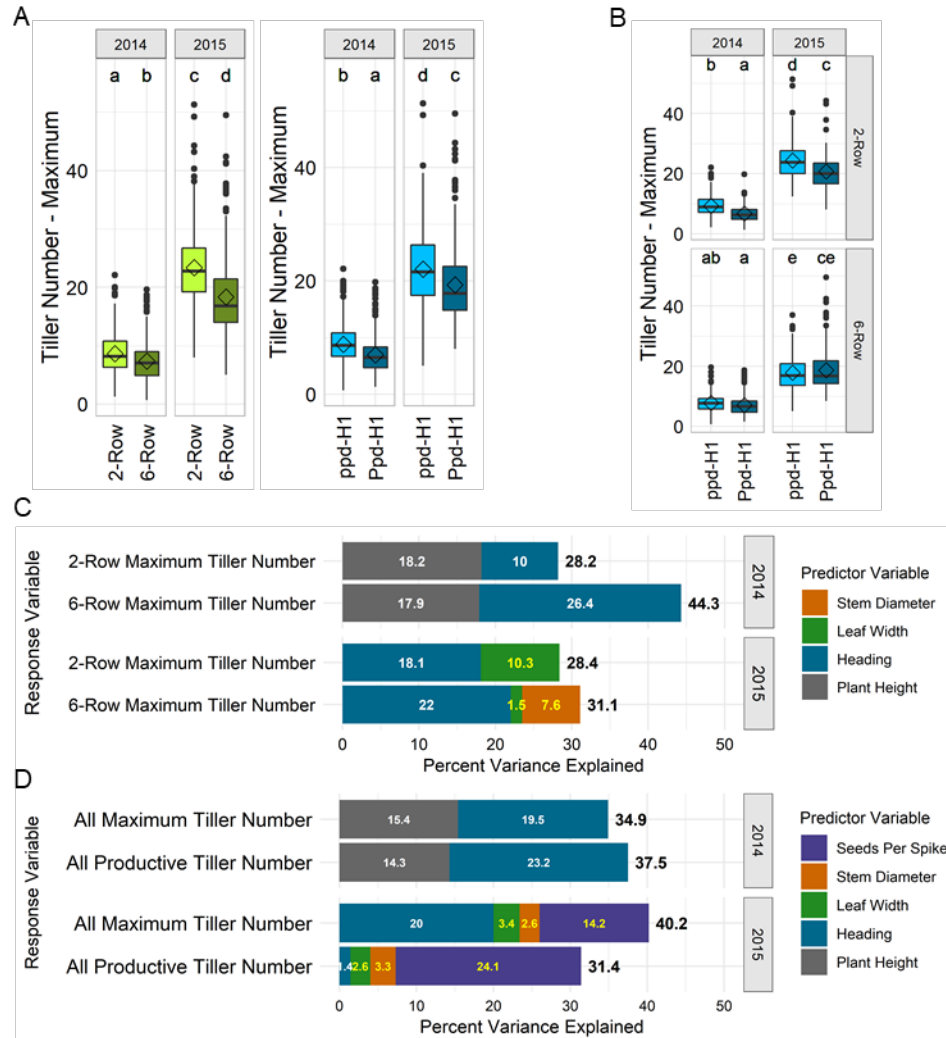 A
B
2014 2015
2014 2015
2014 2015
a b c d
b a d c
b a d c
Tiller Number - Maximum
40
20
0
2-Row
6-Row
2-Row
6-Row
Tiller Number - Maximum
40
20
0
ppd-H1
Ppd-H1
ppd-H1
Ppd-H1
Tiller Number - Maximum
40
20
0
2-Row
ab a e ce
40
20
0
6-Row
ppd-H1
Ppd-H1
ppd-H1
Ppd-H1
C
Response Variable
2-Row Maximum Tiller Number 18.2 10 28.2
6-Row Maximum Tiller Number 17.9 26.4 44.3
2014
2-Row Maximum Tiller Number 18.1 10.3 28.4
6-Row Maximum Tiller Number 22 1.5 7.6 31.1
2015
0 10 20 30 40 50
Percent Variance Explained
Predictor Variable
Stem Diameter
Leaf Width
Heading
Plant Height
D
Response Variable
All Maximum Tiller Number 15.4 19.5 34.9
All Productive Tiller Number 14.3 23.2 37.5
2014
All Maximum Tiller Number 20 3.4 2.6 14.2 40.2
All Productive Tiller Number 1.4 2.6 3.3 24.1 31.4
2015
0 10 20 30 40 50
Percent Variance Explained
Predictor Variable
Seeds Per Spike
Stem Diameter
Leaf Width
Heading
Plant Height